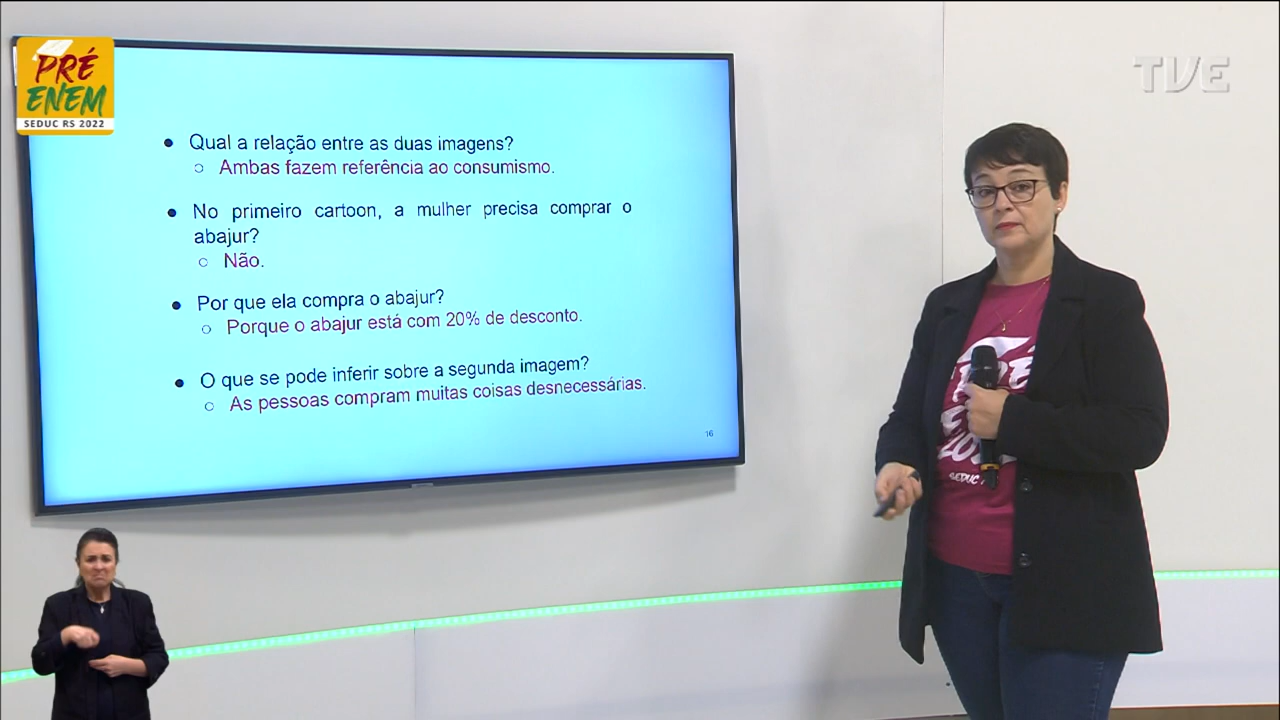 PRÉ
ENEM
SEDUC RS 2022
TVE
● Qual a relação entre as duas imagens?
○ Ambas fazem referência ao consumismo.
● No primeiro cartoon, a mulher precisa comprar o
abajur?
○ Não.
● Por que ela compra o abajur?
○ Porque o abajur está com 20% de desconto.
● O que se pode inferir sobre a segunda imagem?
○ As pessoas compram muitas coisas desnecessárias.
16
SEDUC